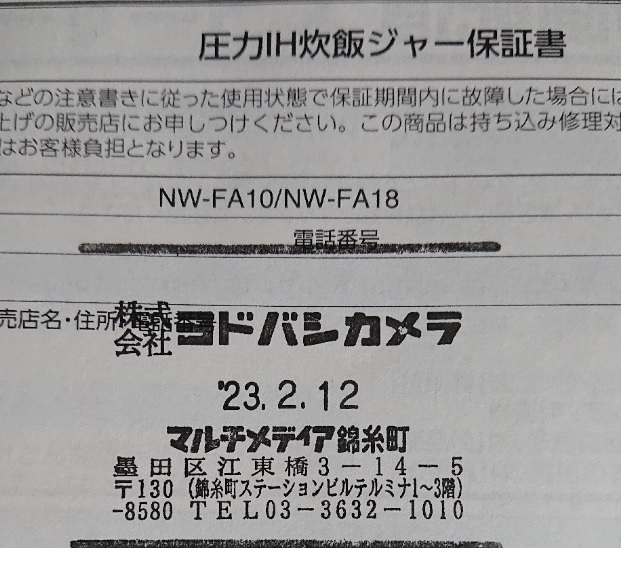 圧力IH炊飯ジャー保証書
などの注意書きに従った使用状態で保証期間内に故障した場合には
上げの販売店にお申しつけください。この商品は持ち込み修理対
はお客様負担となります。
NW-FA10/NW-FA18
電話番号
売店名・住所・電話番号
株式会社 ヨドバシカメラ
'23.2.12
マルチメディア錦糸町
墨田区江東橋3-14-5
〒130 (錦糸町ステーションビルテルミナ1~3階)
-8580 TEL03-3632-1010